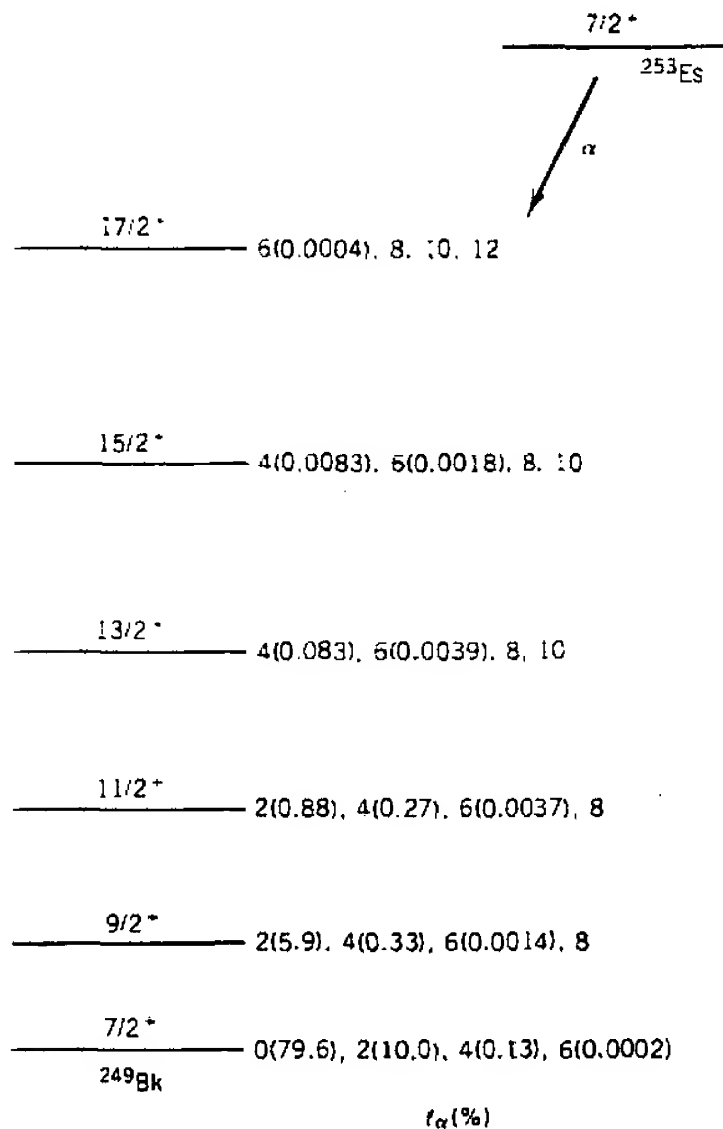 7/2 +
253Es
α
17/2 +
6(0.0004), 8, 10, 12
15/2 +
4(0.0083), 6(0.0018), 8, 10
13/2 +
4(0.083), 6(0.0039), 8, 10
11/2 +
2(0.88), 4(0.27), 6(0.0037), 8
9/2 +
2(5.9), 4(0.33), 6(0.0014), 8
7/2 +
0(79.6), 2(10.0), 4(0.13), 6(0.0002)
249Bk
ℓα(%)